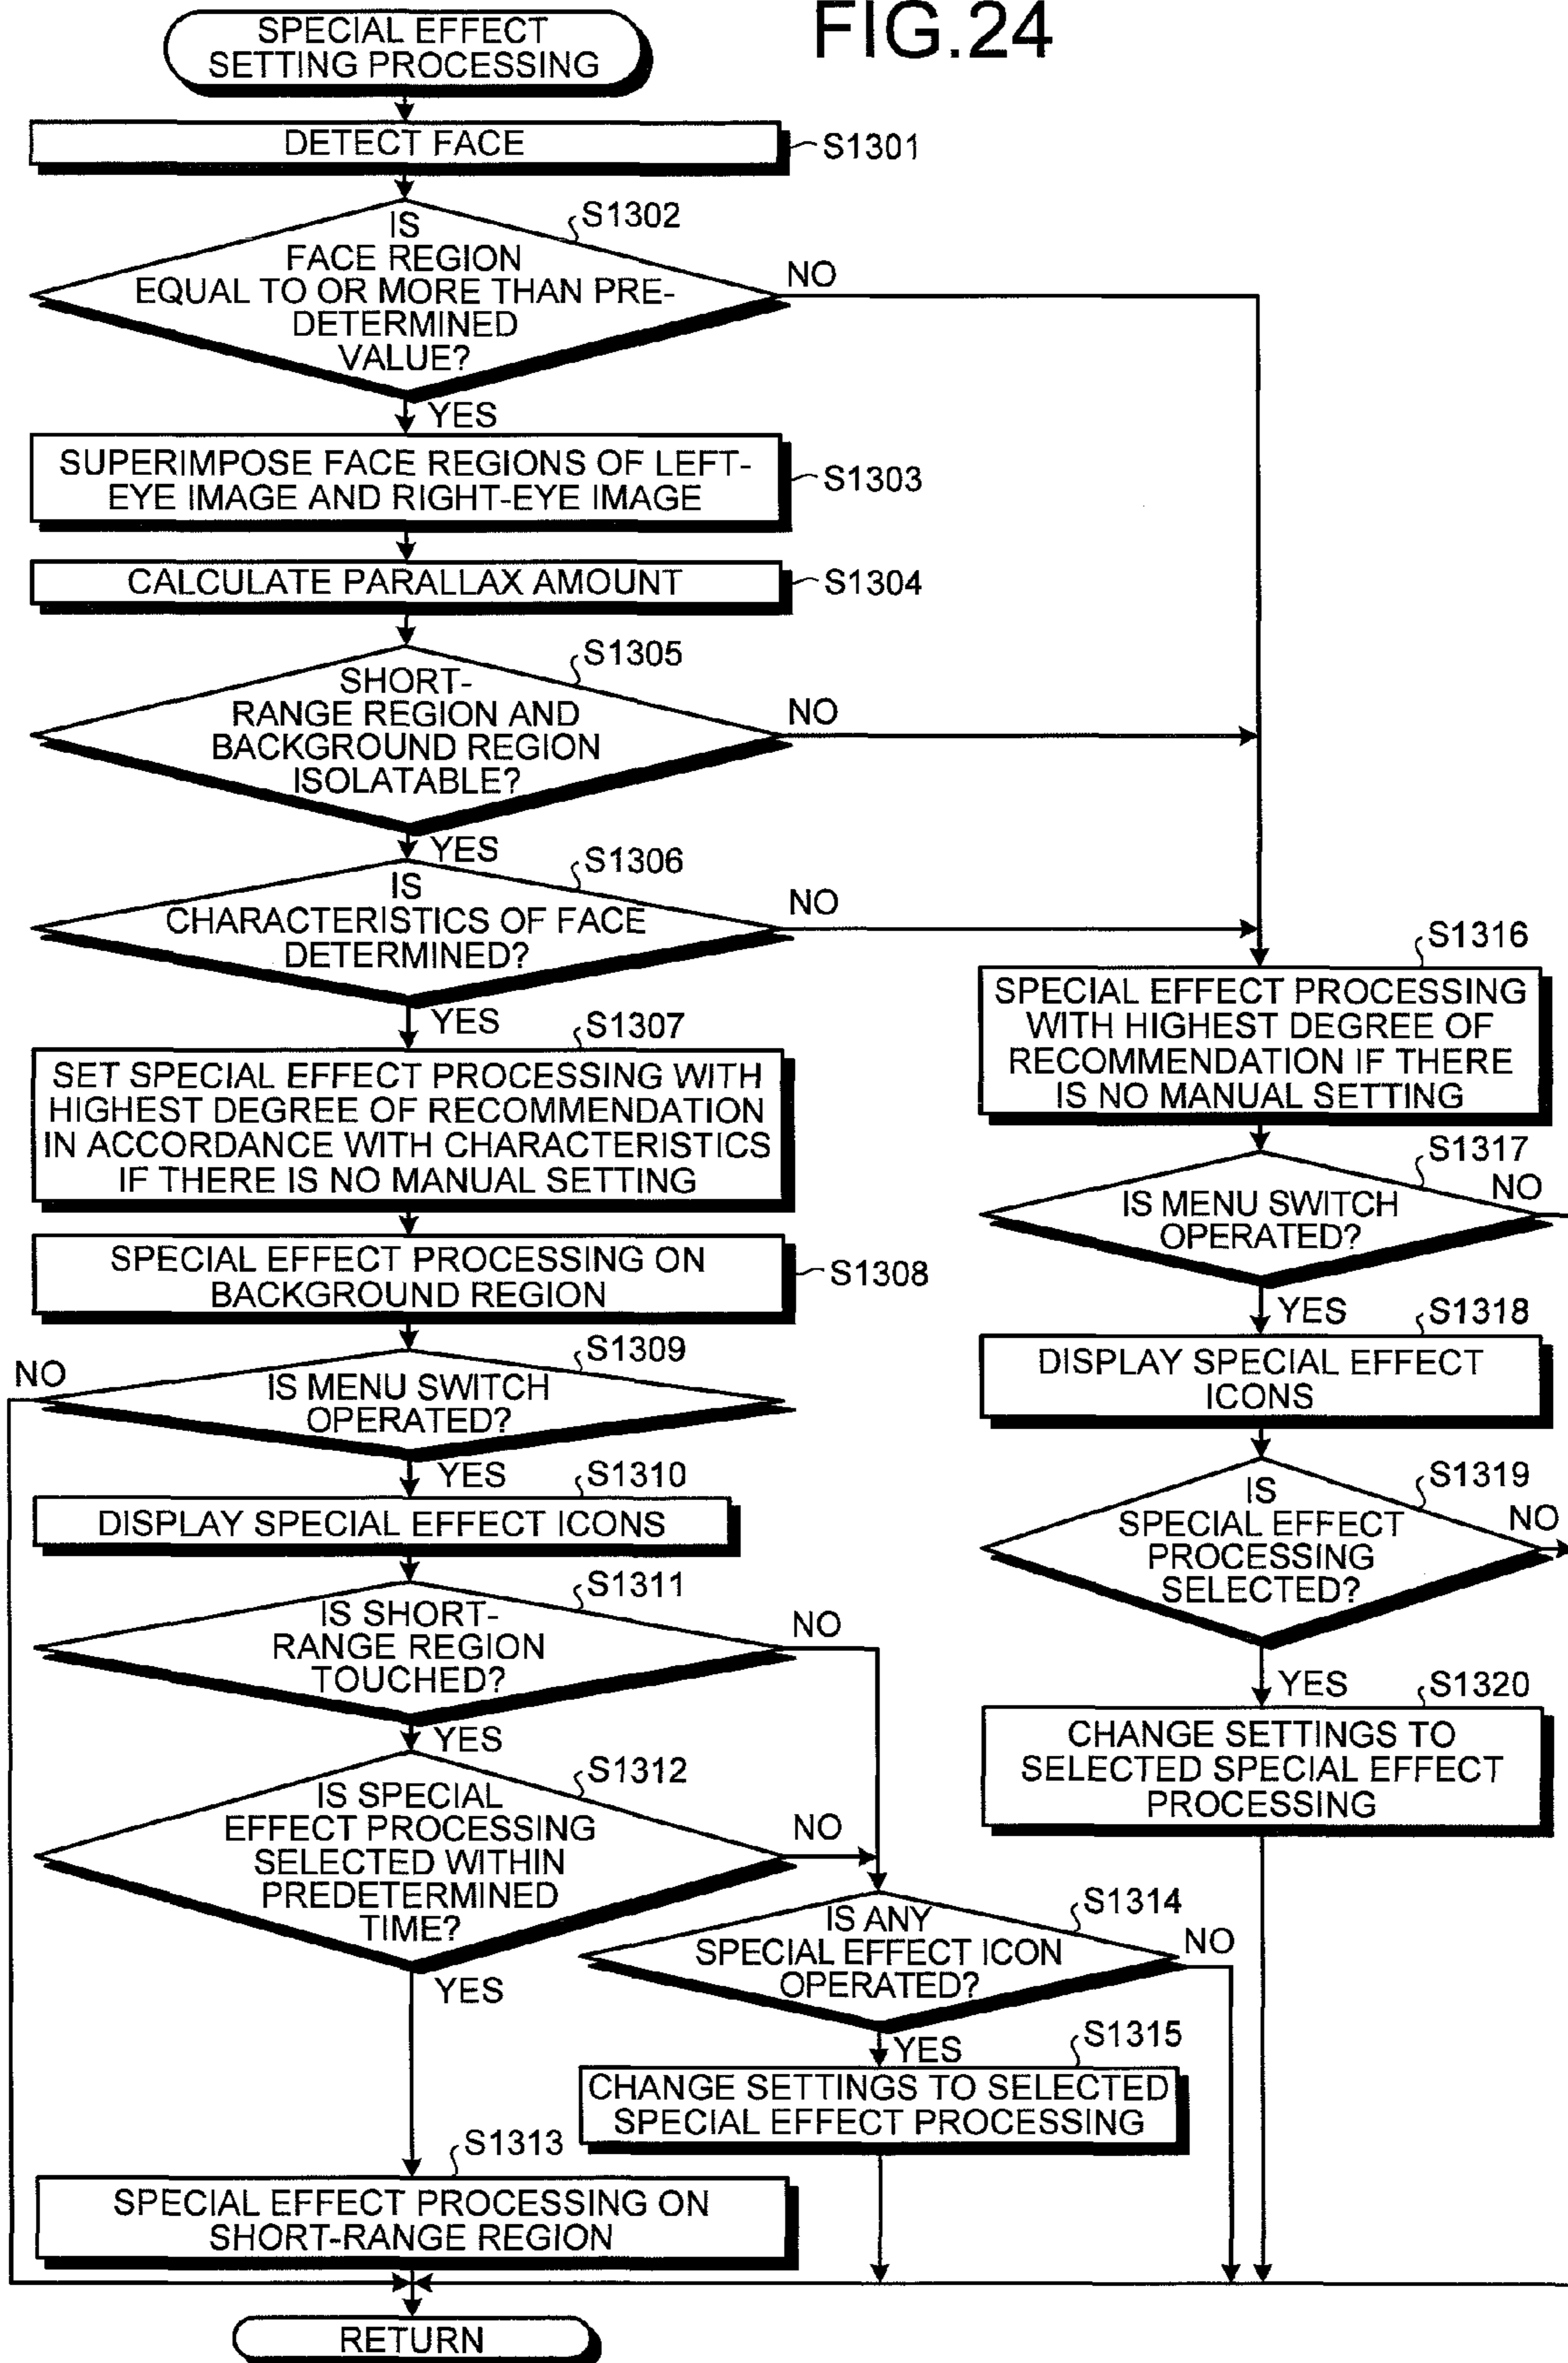 FIG.24
SPECIAL EFFECT
SETTING PROCESSING
DETECT FACE
S1301
S1302
IS
FACE REGION
EQUAL TO OR MORE THAN PRE-
DETERMINED
VALUE?
NO
YES
SUPERIMPOSE FACE REGIONS OF LEFT-
EYE IMAGE AND RIGHT-EYE IMAGE
S1303
CALCULATE PARALLAX AMOUNT
S1304
S1305
SHORT-
RANGE REGION AND
BACKGROUND REGION
ISOLATABLE?
NO
YES
S1306
IS
CHARACTERISTICS OF FACE
DETERMINED?
NO
YES
S1307
SET SPECIAL EFFECT PROCESSING WITH
HIGHEST DEGREE OF RECOMMENDATION
IN ACCORDANCE WITH CHARACTERISTICS
IF THERE IS NO MANUAL SETTING
SPECIAL EFFECT PROCESSING ON
BACKGROUND REGION
S1308
S1309
NO
IS MENU SWITCH
OPERATED?
YES
S1310
DISPLAY SPECIAL EFFECT ICONS
S1311
IS SHORT-
RANGE REGION
TOUCHED?
NO
YES
S1312
IS SPECIAL
EFFECT PROCESSING
SELECTED WITHIN
PREDETERMINED
TIME?
NO
YES
S1313
SPECIAL EFFECT PROCESSING ON
SHORT-RANGE REGION
S1314
IS ANY
SPECIAL EFFECT ICON
OPERATED?
NO
YES
S1315
CHANGE SETTINGS TO SELECTED
SPECIAL EFFECT PROCESSING
S1316
SPECIAL EFFECT PROCESSING
WITH HIGHEST DEGREE OF
RECOMMENDATION IF THERE
IS NO MANUAL SETTING
S1317
IS MENU SWITCH
OPERATED?
NO
YES
S1318
DISPLAY SPECIAL EFFECT
ICONS
S1319
IS
SPECIAL EFFECT
PROCESSING
SELECTED?
NO
YES
S1320
CHANGE SETTINGS TO
SELECTED SPECIAL EFFECT
PROCESSING
RETURN